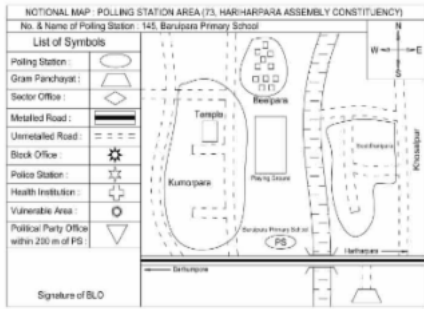 NOTIONAL MAP : POLLING STATION AREA (73, HARIHARPARA ASSEMBLY CONSTITUENCY)
No. & Name of Polling Station : 145, Baruipara Primary School
List of Symbols
Polling Station :
Gram Panchayat :
Sector Office :
Metalled Road :
Unmetalled Road :
Block Office :
Police Station :
Health Institution :
Vulnerable Area :
Political Party Office
within 200 m of PS :
Signature of BLO
N
W
E
S
Beelpara
Temple
Kumorpara
Playing Ground
Baruipara Primary School
PS
Khosalpur
Hariharpara